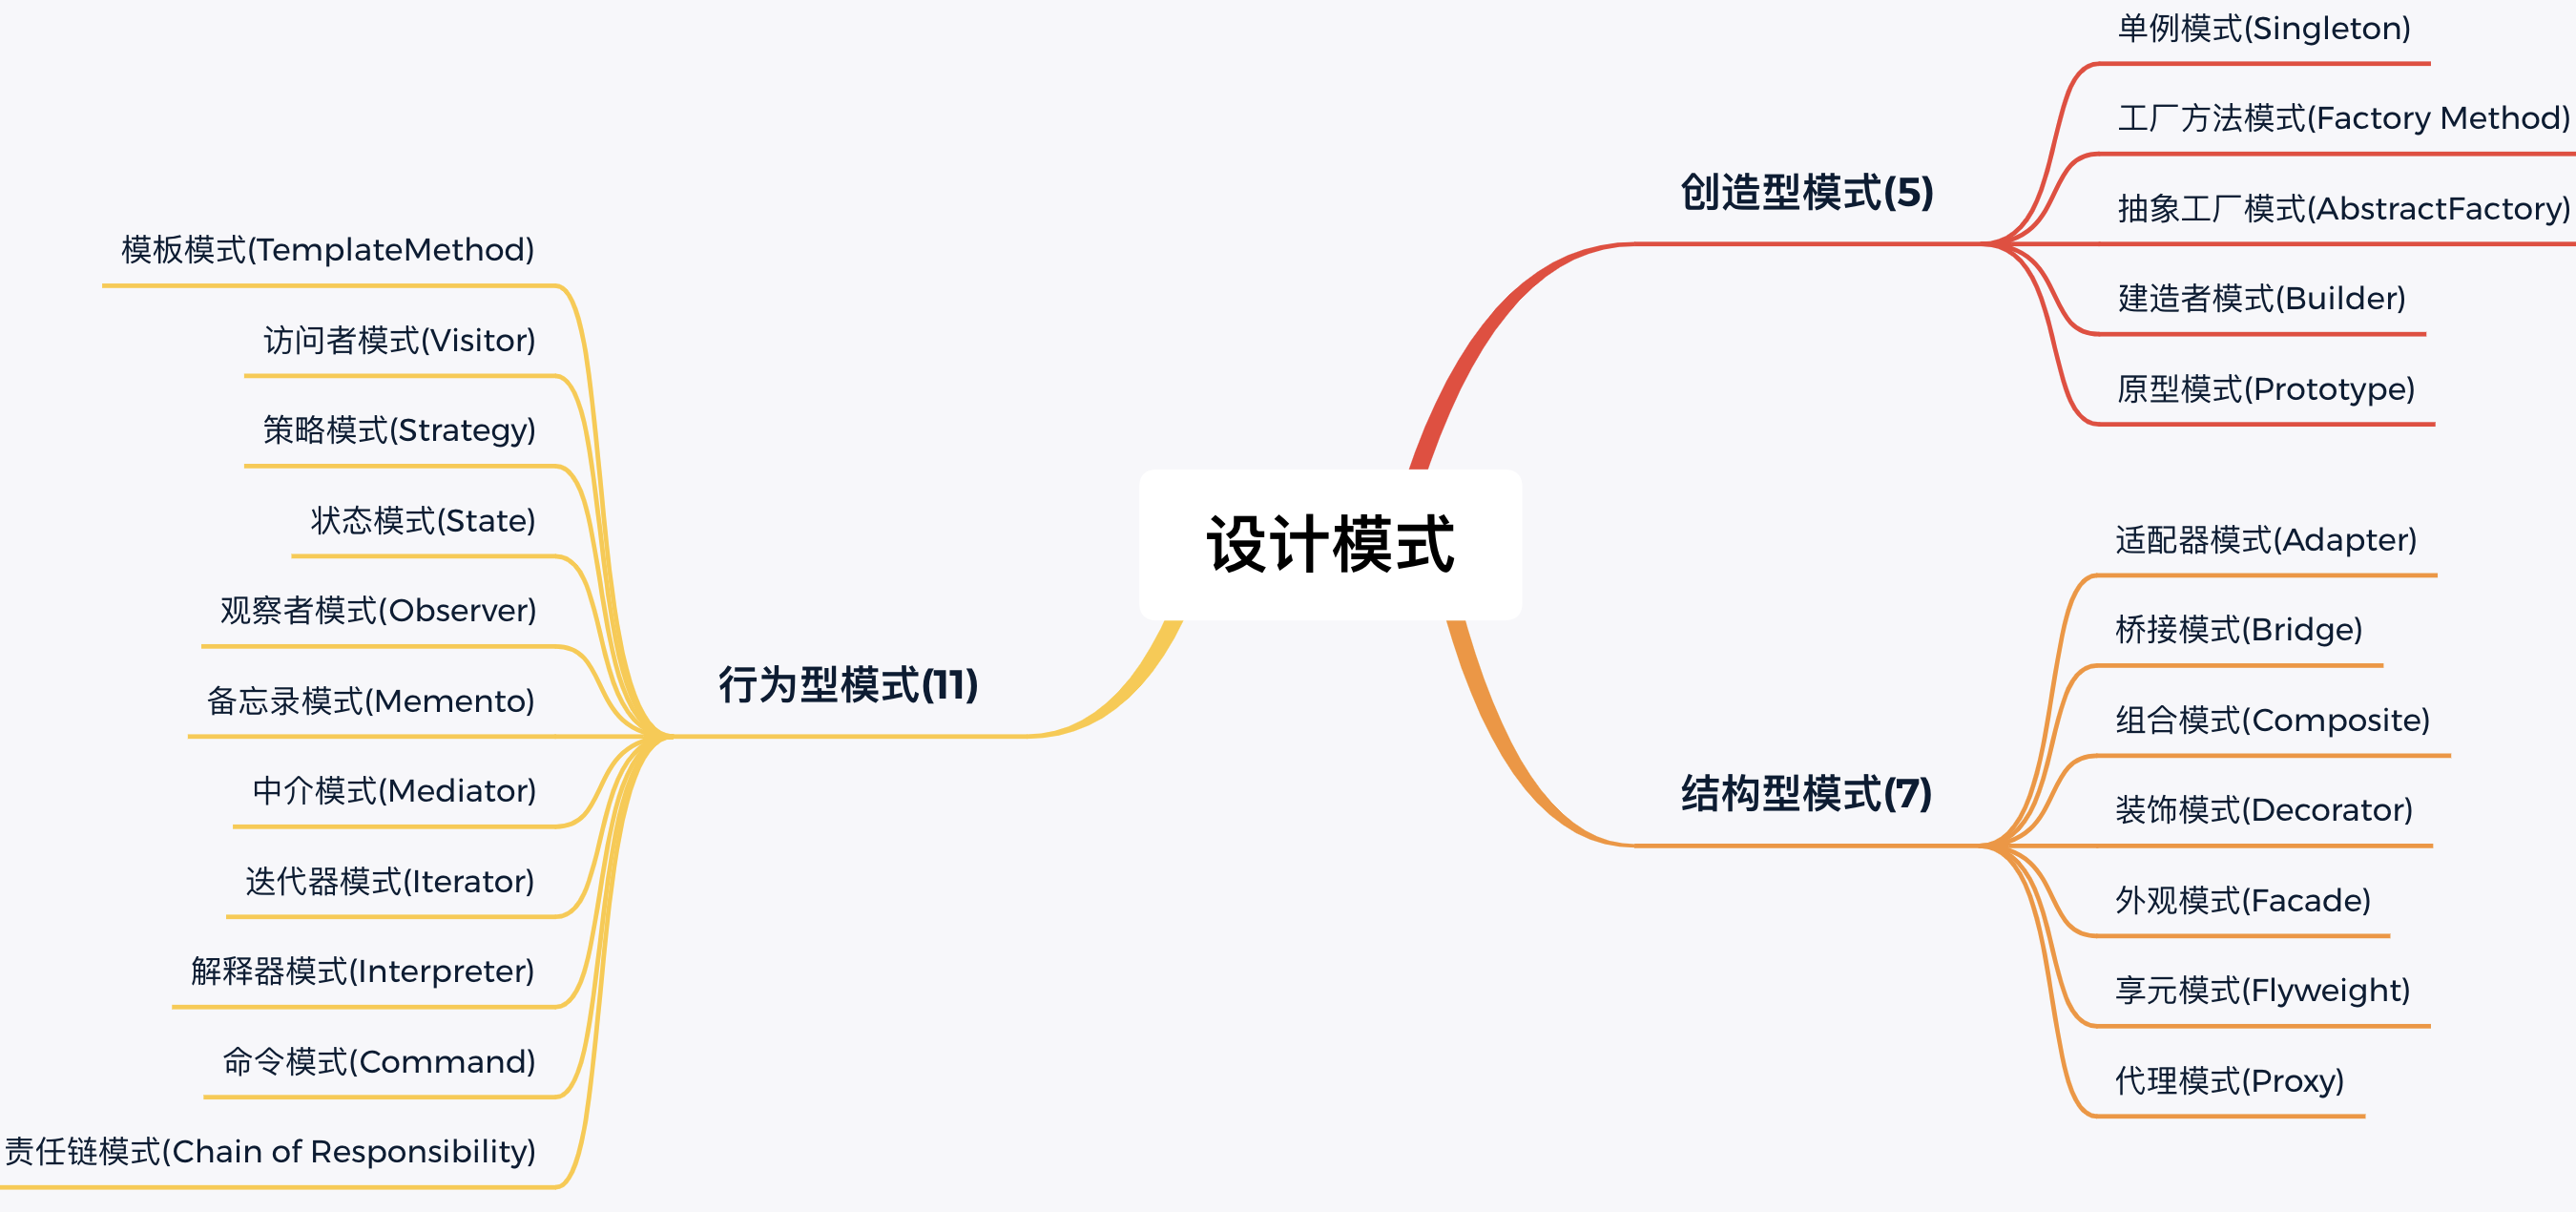 设计模式
创造型模式(5)
单例模式(Singleton)
工厂方法模式(Factory Method)
抽象工厂模式(AbstractFactory)
建造者模式(Builder)
原型模式(Prototype)
结构型模式(7)
适配器模式(Adapter)
桥接模式(Bridge)
组合模式(Composite)
装饰模式(Decorator)
外观模式(Facade)
享元模式(Flyweight)
代理模式(Proxy)
行为型模式(11)
模板模式(TemplateMethod)
访问者模式(Visitor)
策略模式(Strategy)
状态模式(State)
观察者模式(Observer)
备忘录模式(Memento)
中介模式(Mediator)
迭代器模式(Iterator)
解释器模式(Interpreter)
命令模式(Command)
责任链模式(Chain of Responsibility)